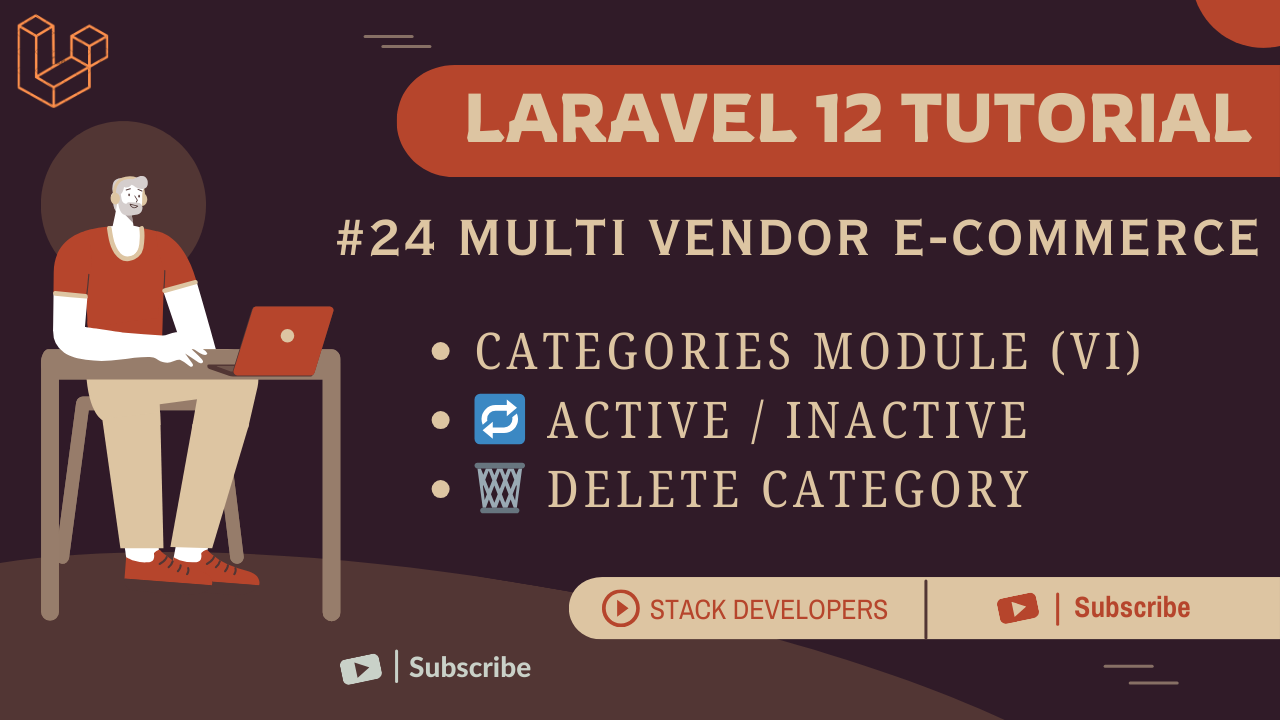 LARAVEL 12 TUTORIAL
#24 MULTI VENDOR E-COMMERCE
• CATEGORIES MODULE (VI)
• 🔁 ACTIVE / INACTIVE
• 🗑️ DELETE CATEGORY
STACK DEVELOPERS | Subscribe
| Subscribe